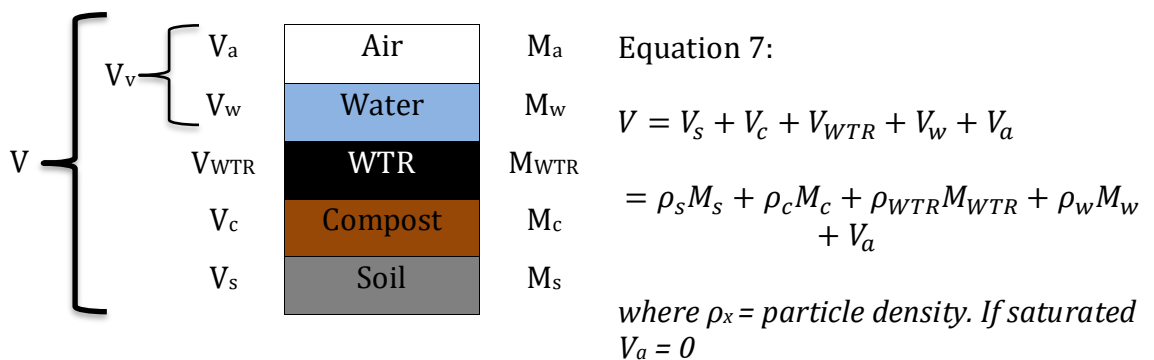 Va Air Ma
Vv
Vw Water Mw
V
VWTR WTR MWTR
Vc Compost Mc
Vs Soil Ms
Equation 7:
V = Vs + Vc + VWTR + Vw + Va
= ρsMs + ρcMc + ρWTRMWTR + ρwMw
+ Va
where ρx = particle density. If saturated
Va = 0